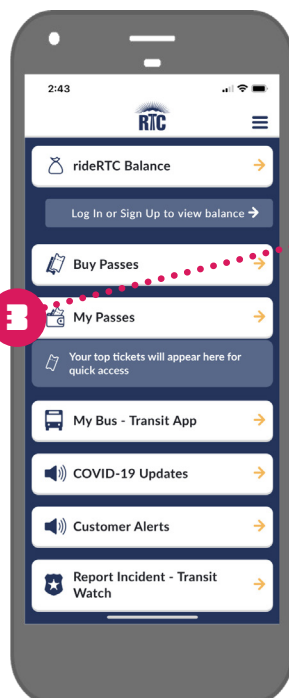 2:43
RTC
rideRTC Balance
Log In or Sign Up to view balance
Buy Passes
3
My Passes
Your top tickets will appear here for
quick access
My Bus - Transit App
COVID-19 Updates
Customer Alerts
Report Incident - Transit
Watch